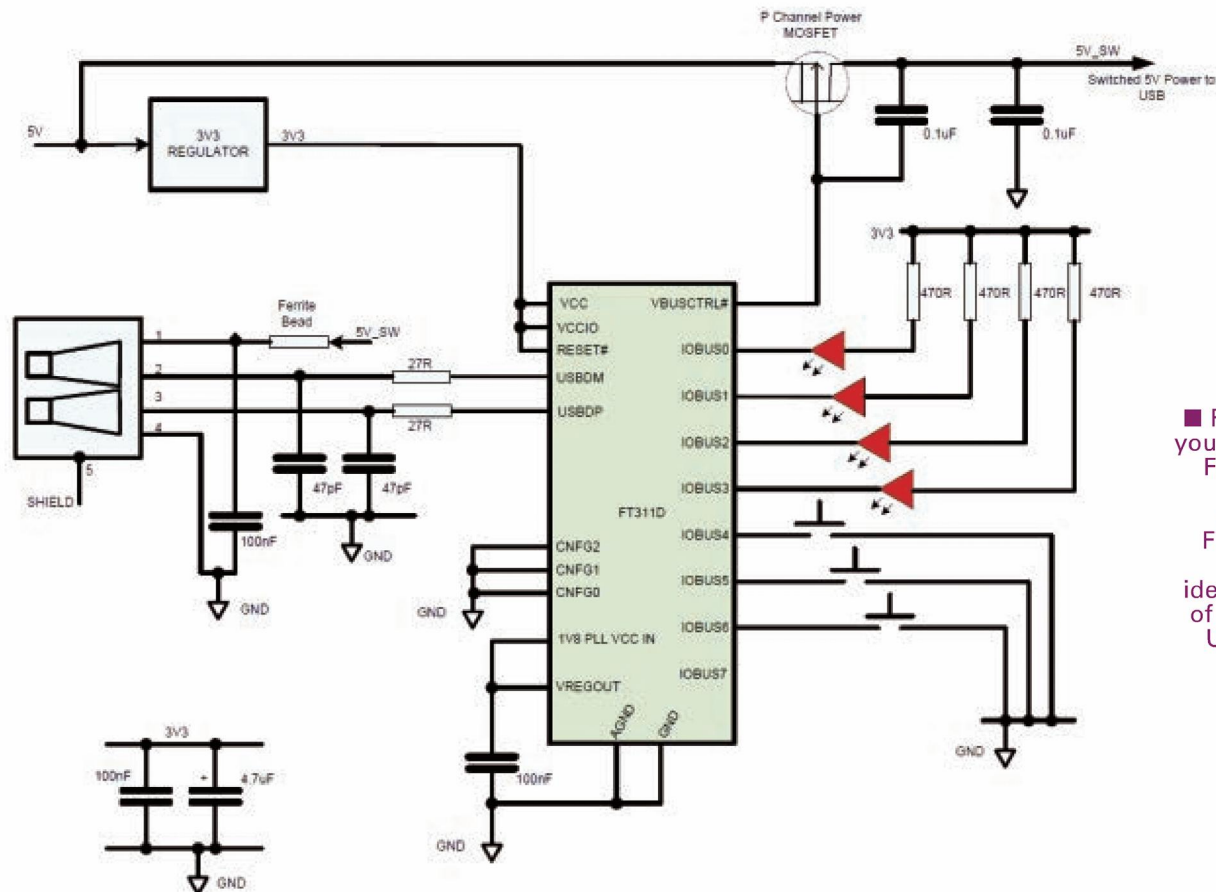 P Channel Power
MOSFET
5V_SW
Switched 5V Power to
USB
5V
3V3
REGULATOR
3V3
0.1uF
0.1uF
3V3
470R
470R
470R
470R
Ferrite
Bead
5V_SW
1
2
3
4
5
SHIELD
27R
27R
47pF
47pF
100nF
GND
GND
VCC
VCCIO
RESET#
USBDM
USBDP
FT311D
CNFG2
CNFG1
CNFG0
1V8 PLL VCC IN
VREGOUT
AGND
GND
VBUSCTRL#
IOBUS0
IOBUS1
IOBUS2
IOBUS3
IOBUS4
IOBUS5
IOBUS6
IOBUS7
GND
100nF
GND
GND
3V3
100nF
+
4.7uF
GND
■ F
you
F
F
ide
of
U